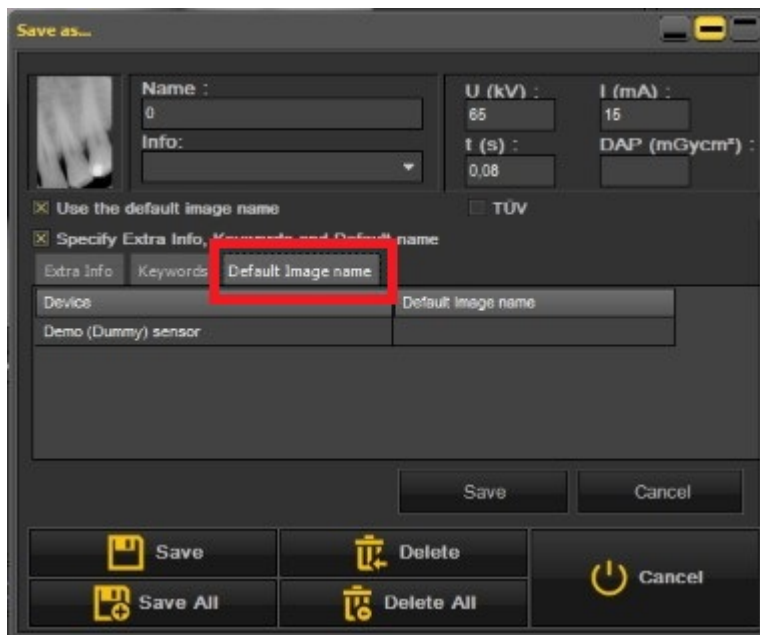 Save as...
Name :
0
Info:
U (kV) :
65
I (mA) :
15
t (s) :
0,08
DAP (mGycm²) :
Use the default image name
TÜV
Specify Extra Info, Keywords and Default name
Extra Info Keywords Default Image name
Device Default Image name
Demo (Dummy) sensor
Save Cancel
Save Delete Cancel
Save All Delete All